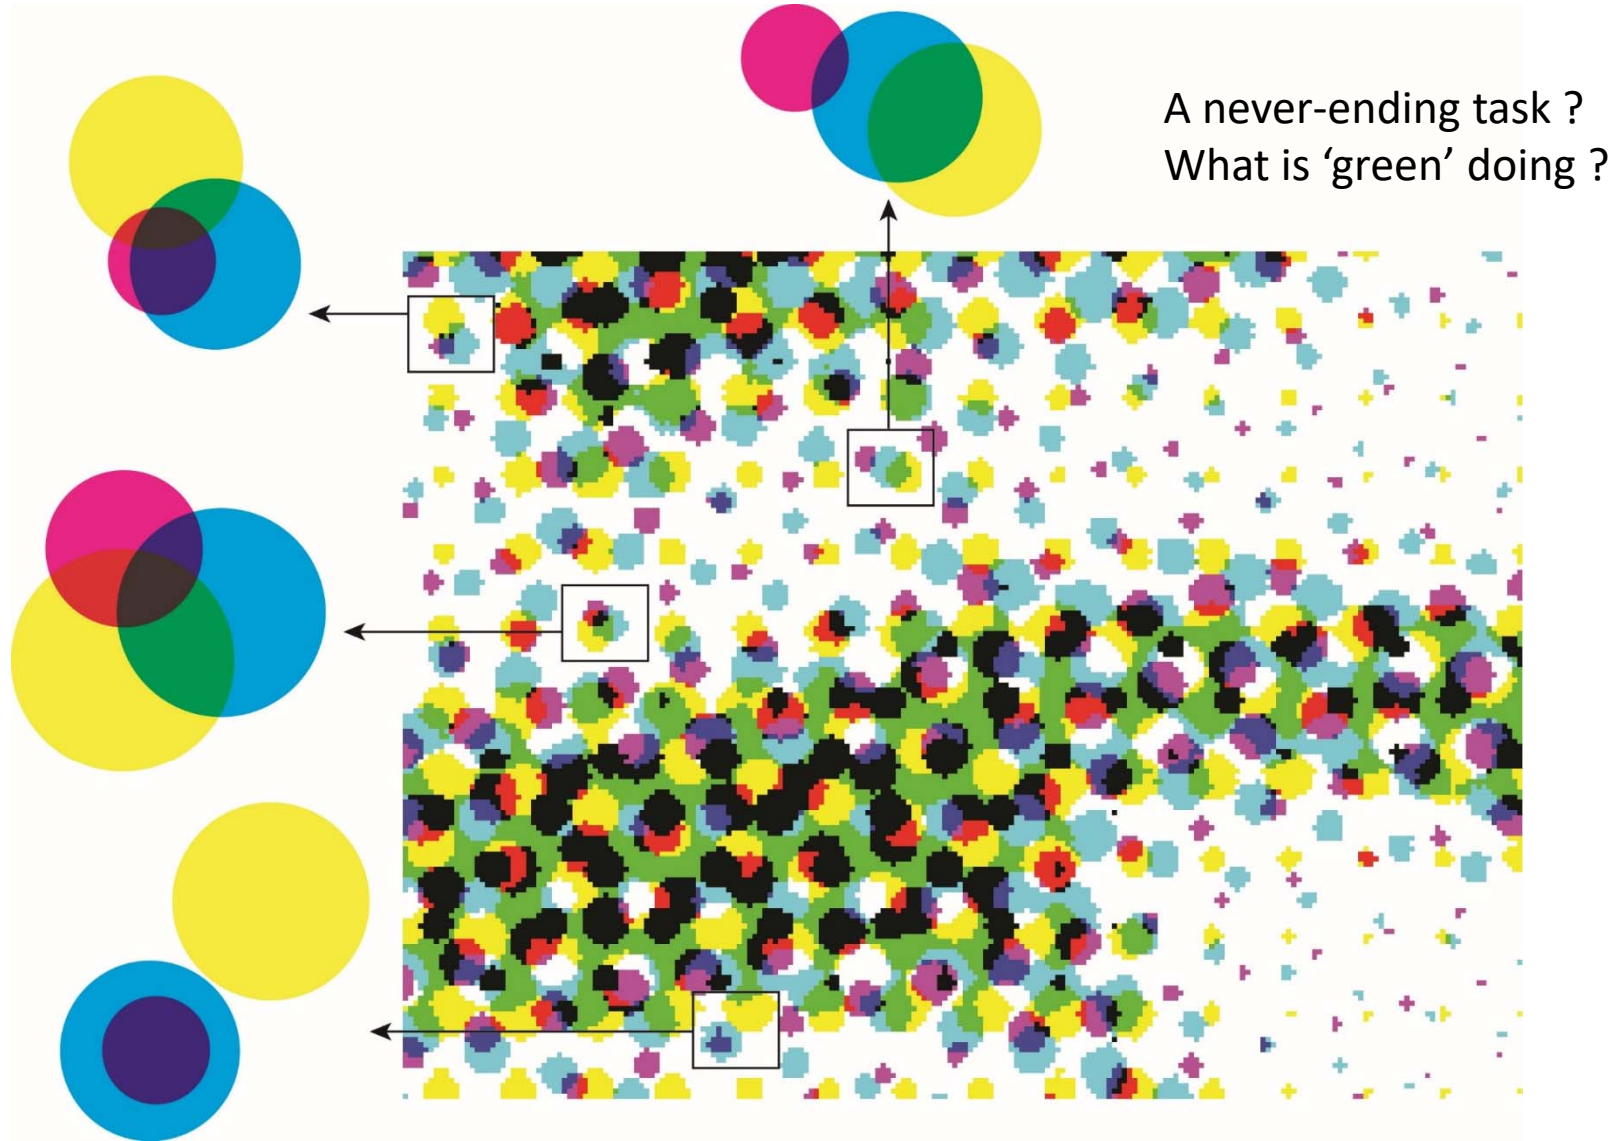 A never-ending task ?
What is ‘green’ doing ?